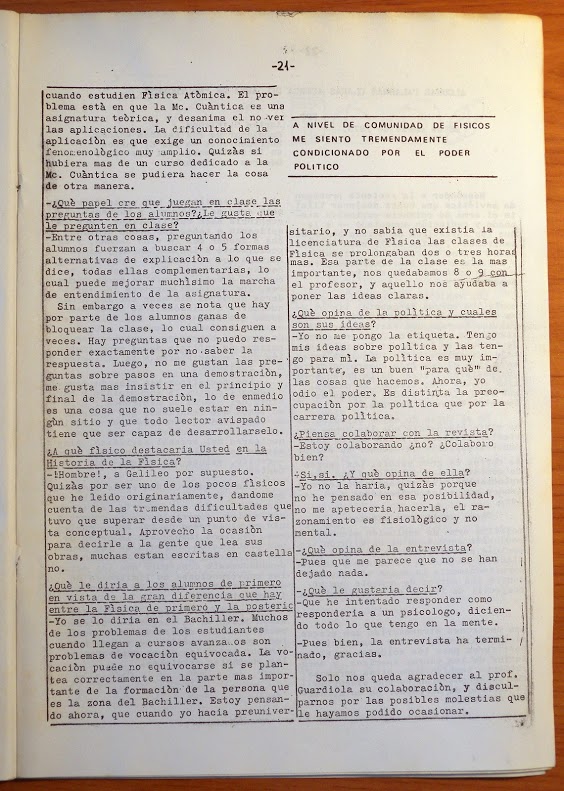 -21-
cuando estudien Fìsica Atòmica. El pro-
blema està en que la Mc. Cuàntica es una
asignatura teòrica, y desanima el no ver
las aplicaciones. La dificultad de la
aplicaciòn es que exige un conocimiento
fenomenològico muy amplio. Quizàs si
hubiera mas de un curso dedicado a la
Mc. Cuàntica se pudiera hacer la cosa
de otra manera.
-¿Què papel cre que juegan en clase las
preguntas de los alumnos?¿Le gusta que
le pregunten en clase?
-Entre otras cosas, preguntando los
alumnos fuerzan a buscar 4 o 5 formas
alternativas de explicaciòn a lo que se
dice, todas ellas complementarias, lo
cual puede mejorar muchìsimo la marcha
de entendimiento de la asignatura.
Sin embargo a veces se nota que hay
por parte de los alumnos ganas de
bloquear la clase, lo cual consiguen a
veces. Hay preguntas que no puedo res-
ponder exactamente por no saber la
respuesta. Luego, no me gustan las pre-
guntas sobre pasos en una demostraciòn,
me gusta mas insistir en el principio y
final de la demostraciòn, lo de enmedio
es una cosa que no suele estar en nin-
gùn sitio y que todo lector avispado
tiene que ser capaz de desarrollarselo.
¿A què fìsico destacarìa Usted en la
Historia de la Fìsica?
-¡Hombre!, a Galileo por supuesto.
Quizàs por ser uno de los pocos fìsicos
que he leido originariamente, dandome
cuenta de las tremendas dificultades que
tuvo que superar desde un punto de vis-
ta conceptual. Aprovecho la ocasiòn
para decirle a la gente que lea sus
obras, muchas estan escritas en castella
no.
¿Què le dirìa a los alumnos de primero
en vista de la gran diferencia que hay
entre la Fìsica de primero y la posteric
-Yo se lo diria en el Bachiller. Muchos
de los problemas de los estudiantes
cuando llegan a cursos avanzados son
problemas de vocaciòn equivocada. La vo-
caciòn puede no equivocarse si se plan-
tea correctamente en la parte mas impor-
tante de la formaciòn de la persona que
es la zona del Bachiller. Estoy pensan-
do ahora, que cuando yo hacìa preuniver-
A NIVEL DE COMUNIDAD DE FISICOS
ME SIENTO TREMENDAMENTE
CONDICIONADO POR EL PODER
POLITICO
sitario, y no sabìa que existìa la
licenciatura de Fìsica las clases de
Fìsica se prolongaban dos o tres horas
mas. Esa parte de la clase es la mas
importante, nos quedabamos 8 o 9 con
el profesor, y aquello nos ayudaba a
poner las ideas claras.
¿Què opina de la polìtica y cuales
son sus ideas?
-Yo no me pongo la etiqueta. Tengo
mis ideas sobre polìtica y las ten-
go para mì. La polìtica es muy im-
portante, es un buen "para què" de
las cosas que hacemos. Ahora, yo
odio el poder. Es distinta la preo-
cupaciòn por la polìtica que por la
carrera polìtica.
¿Piensa colaborar con la revista?
-Estoy colaborando ¿no? ¿Colaboro
bien?
-Si,si. ¿Y què opina de ella?
-Yo no la haria, quizàs porque
no he pensado en esa posibilidad,
no me apetecerìa hacerla, el ra-
zonamiento es fisiològico y no
mental.
-¿Què opina de la entrevista?
-Pues que me parece que no se han
dejado nada.
-¿Què le gustaria decir?
-Que he intentado responder como
responderìa a un psicologo, dicien-
do todo lo que tengo en la mente.
-Pues bien, la entrevista ha termi-
nado, gracias.
Solo nos queda agradecer al prof.
Guardiola su colaboraciòn, y discul-
parnos por las posibles molestias que
le hayamos podido ocasionar.